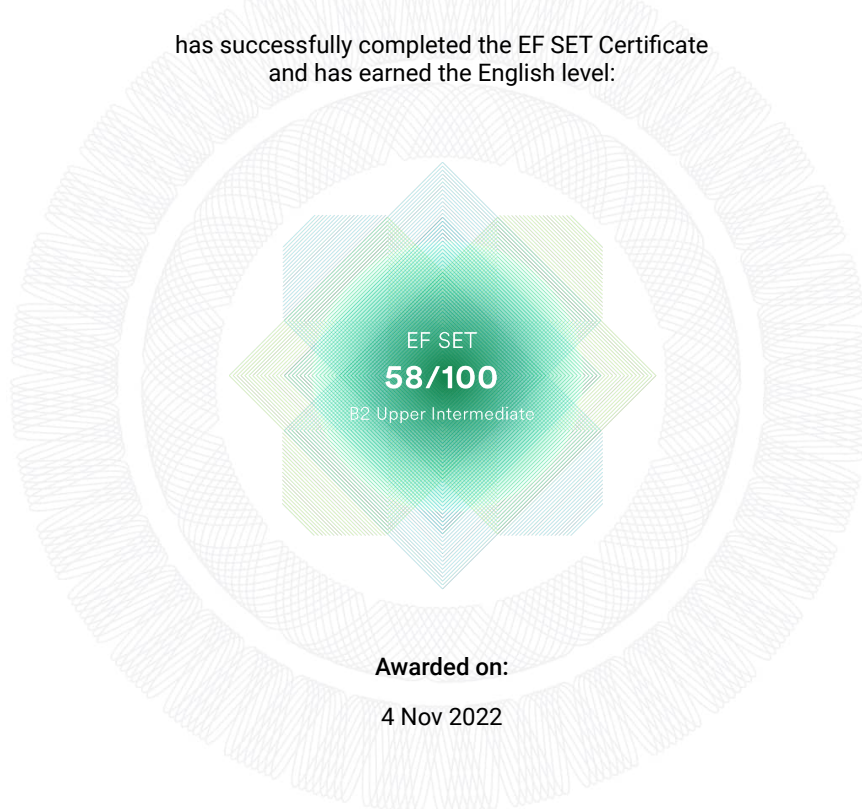 has successfully completed the EF SET Certificate
and has earned the English level:
EF SET
58/100
B2 Upper Intermediate
Awarded on:
4 Nov 2022